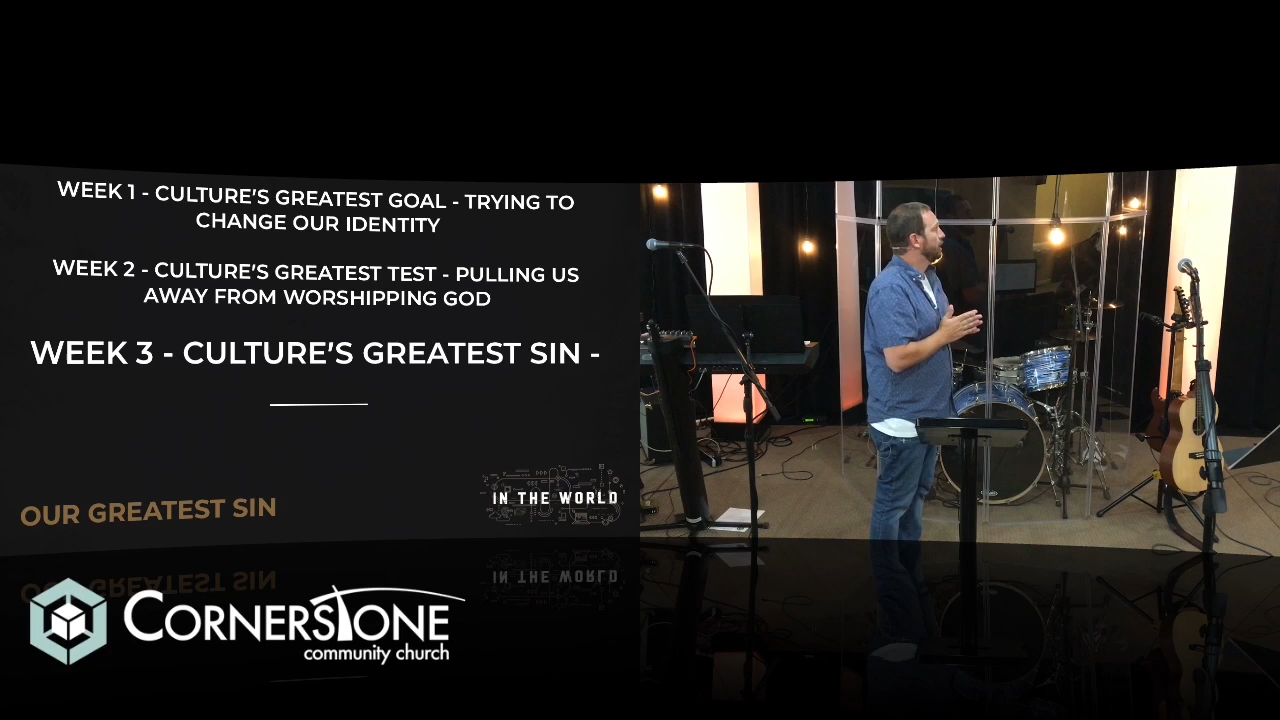 WEEK 1 - CULTURE'S GREATEST GOAL - TRYING TO
CHANGE OUR IDENTITY
WEEK 2 - CULTURE'S GREATEST TEST - PULLING US
AWAY FROM WORSHIPPING GOD
WEEK 3 - CULTURE'S GREATEST SIN -
OUR GREATEST SIN
IN THE WORLD
CORNERSTONE
community church